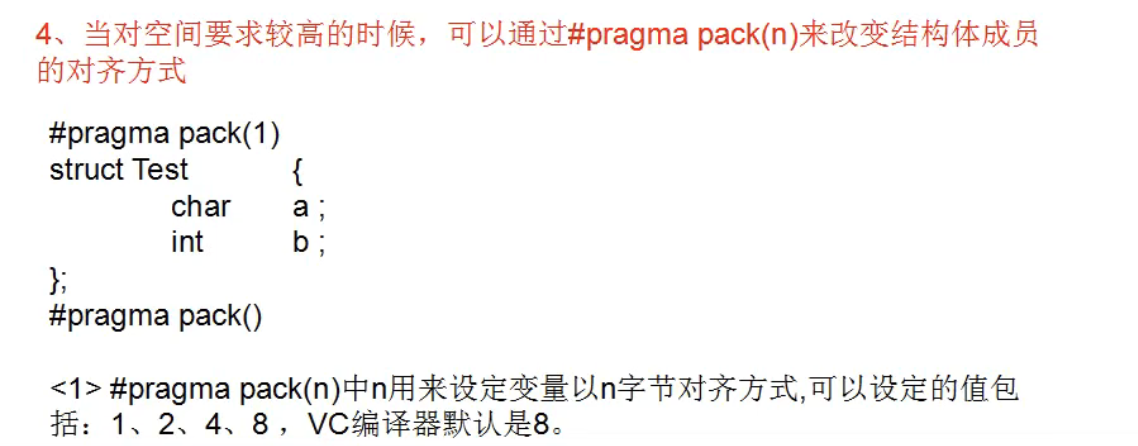 4、当对空间要求较高的时候，可以通过#pragma pack(n)来改变结构体成员
的对齐方式
#pragma pack(1)
struct Test {
char a ;
int b ;
};
#pragma pack()
<1> #pragma pack(n)中n用来设定变量以n字节对齐方式,可以设定的值包
括：1、2、4、8 ，VC编译器默认是8。